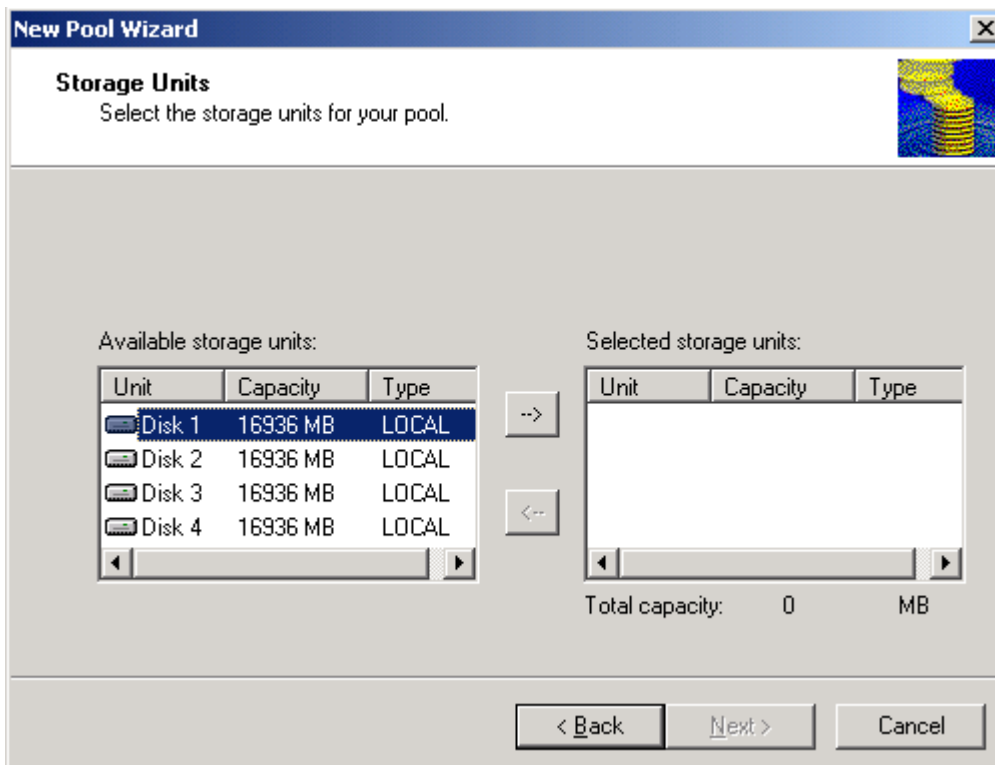 New Pool Wizard
Storage Units
Select the storage units for your pool.
Available storage units:
Unit Capacity Type
Disk 1 16936 MB LOCAL
Disk 2 16936 MB LOCAL
Disk 3 16936 MB LOCAL
Disk 4 16936 MB LOCAL
-->
<--
Selected storage units:
Unit Capacity Type
Total capacity: 0 MB
< Back Next > Cancel